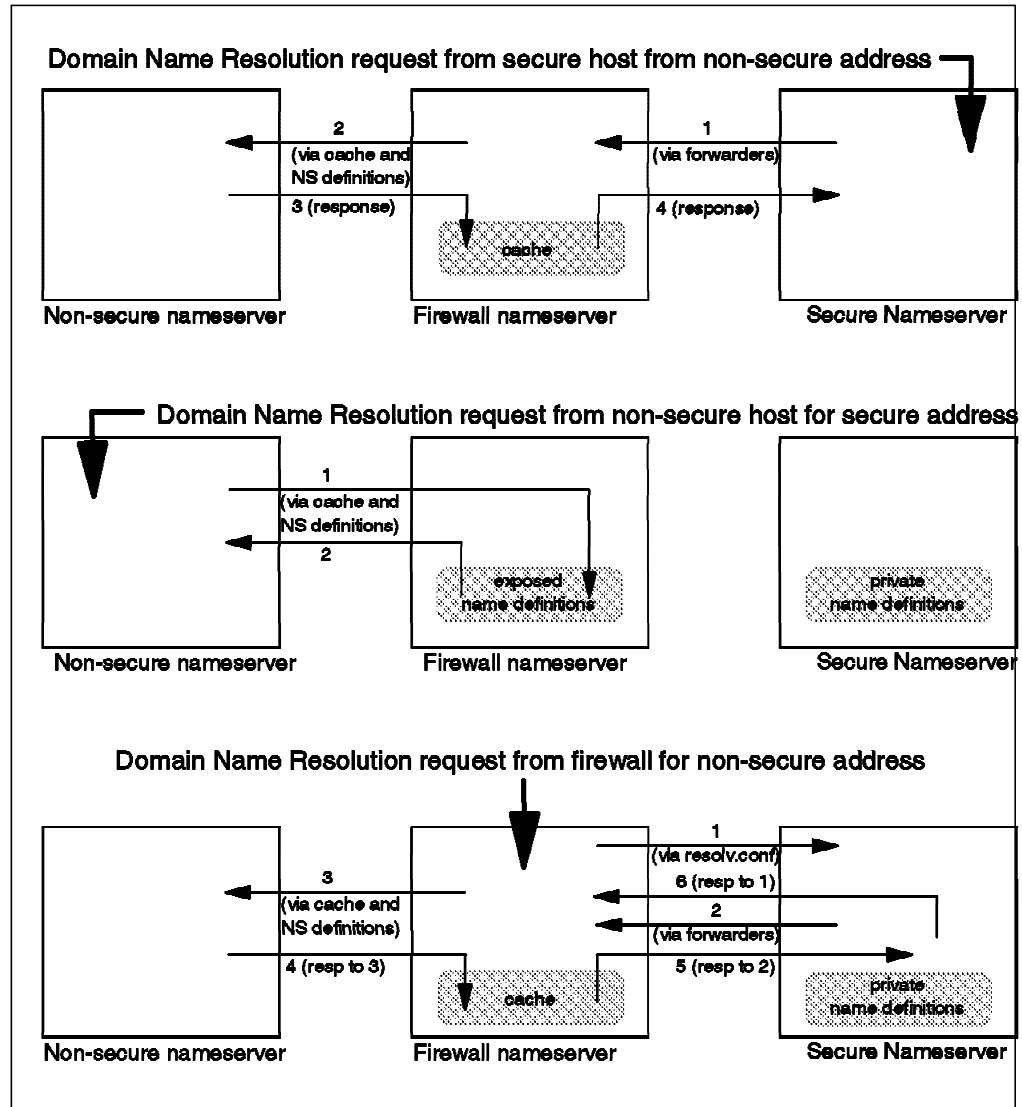 Domain Name Resolution request from secure host from non-secure address
2
(via cache and
NS definitions)
3 (response)
1
(via forwarders)
4 (response)
cache
Non-secure nameserver
Firewall nameserver
Secure Nameserver
Domain Name Resolution request from non-secure host for secure address
1
(via cache and
NS definitions)
2
exposed
name definitions
private
name definitions
Non-secure nameserver
Firewall nameserver
Secure Nameserver
Domain Name Resolution request from firewall for non-secure address
3
(via cache and
NS definitions)
4 (resp to 3)
1
(via resolv.conf)
6 (resp to 1)
2
(via forwarders)
5 (resp to 2)
cache
private
name definitions
Non-secure nameserver
Firewall nameserver
Secure Nameserver